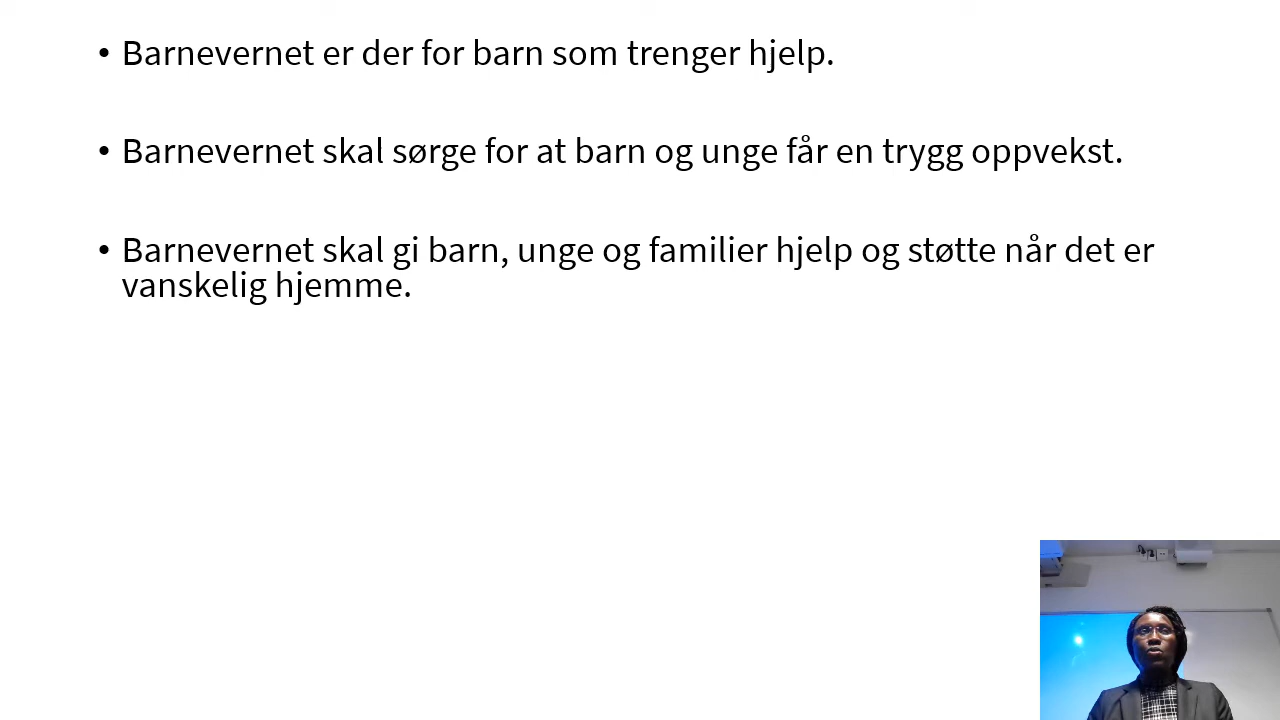 • Barnevernet er der for barn som trenger hjelp.
• Barnevernet skal sørge for at barn og unge får en trygg oppvekst.
• Barnevernet skal gi barn, unge og familier hjelp og støtte når det er
vanskelig hjemme.